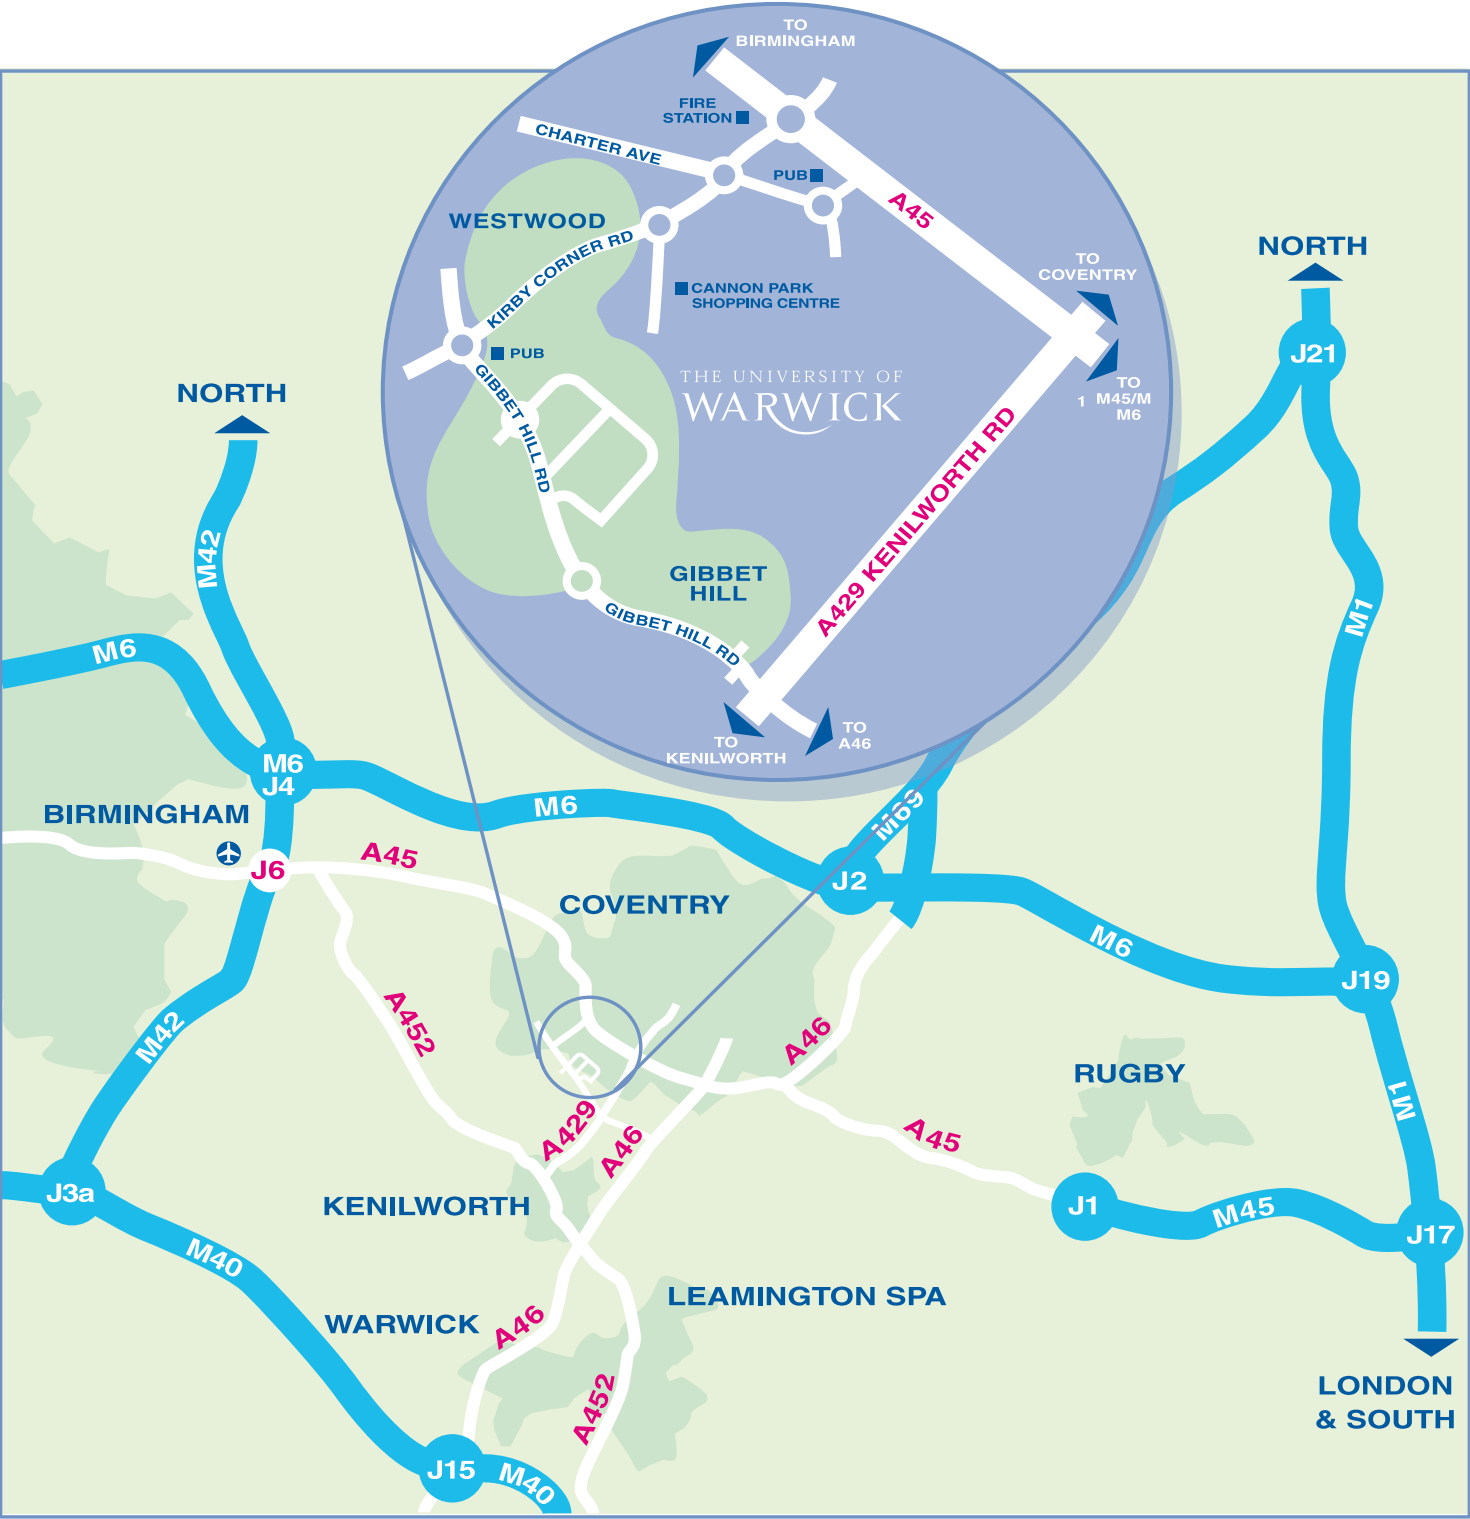 TO
BIRMINGHAM
FIRE
STATION
CHARTER AVE
PUB
A45
WESTWOOD
KIRBY CORNER RD
TO
COVENTRY
NORTH
CANNON PARK
SHOPPING CENTRE
PUB
J21
GIBBET HILL RD
THE UNIVERSITY OF
WARWICK
TO
1 M45/M
M6
NORTH
A429 KENILWORTH RD
M42
GIBBET
HILL
GIBBET HILL RD
M1
M6
TO
KENILWORTH
TO
A46
M6
J4
BIRMINGHAM
M6
M69
J6
A45
J2
COVENTRY
M6
J19
A452
M42
A46
RUGBY
M1
A429
A46
A45
J3a
KENILWORTH
J1
M45
J17
M40
LEAMINGTON SPA
WARWICK
A46
A452
LONDON
& SOUTH
J15
M40